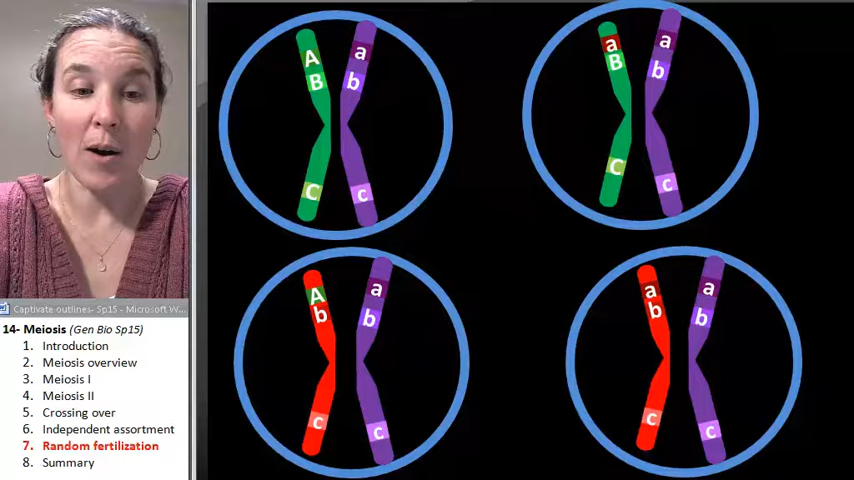 A a
B b
C c
a a
B b
C c
A a
b b
c c
a a
b b
c c
Captivate outlines- Sp15 - Microsoft W...
14- Meiosis (Gen Bio Sp15)
1. Introduction
2. Meiosis overview
3. Meiosis I
4. Meiosis II
5. Crossing over
6. Independent assortment
7. Random fertilization
8. Summary